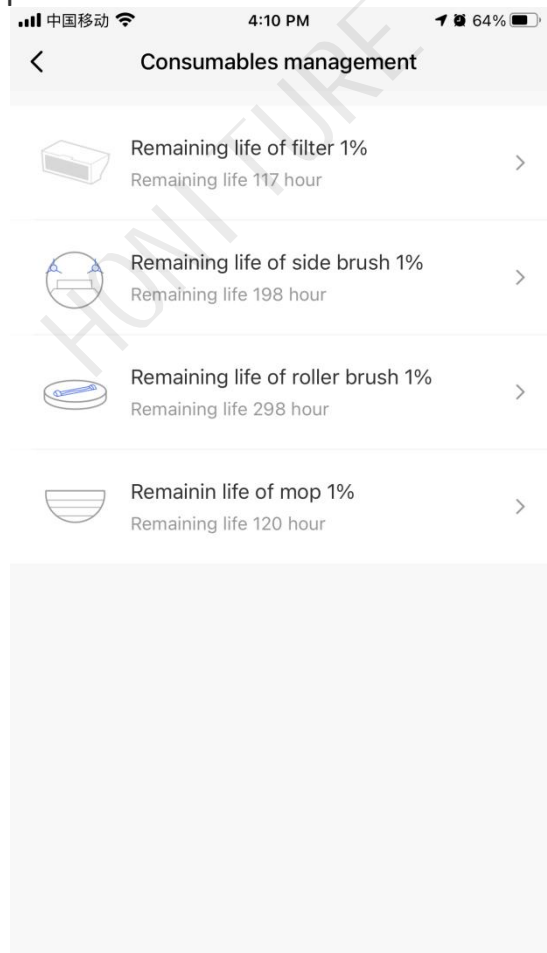 中国移动 4:10 PM 64%
Consumables management
Remaining life of filter 1%
Remaining life 117 hour
Remaining life of side brush 1%
Remaining life 198 hour
Remaining life of roller brush 1%
Remaining life 298 hour
Remainin life of mop 1%
Remaining life 120 hour
HONITURE